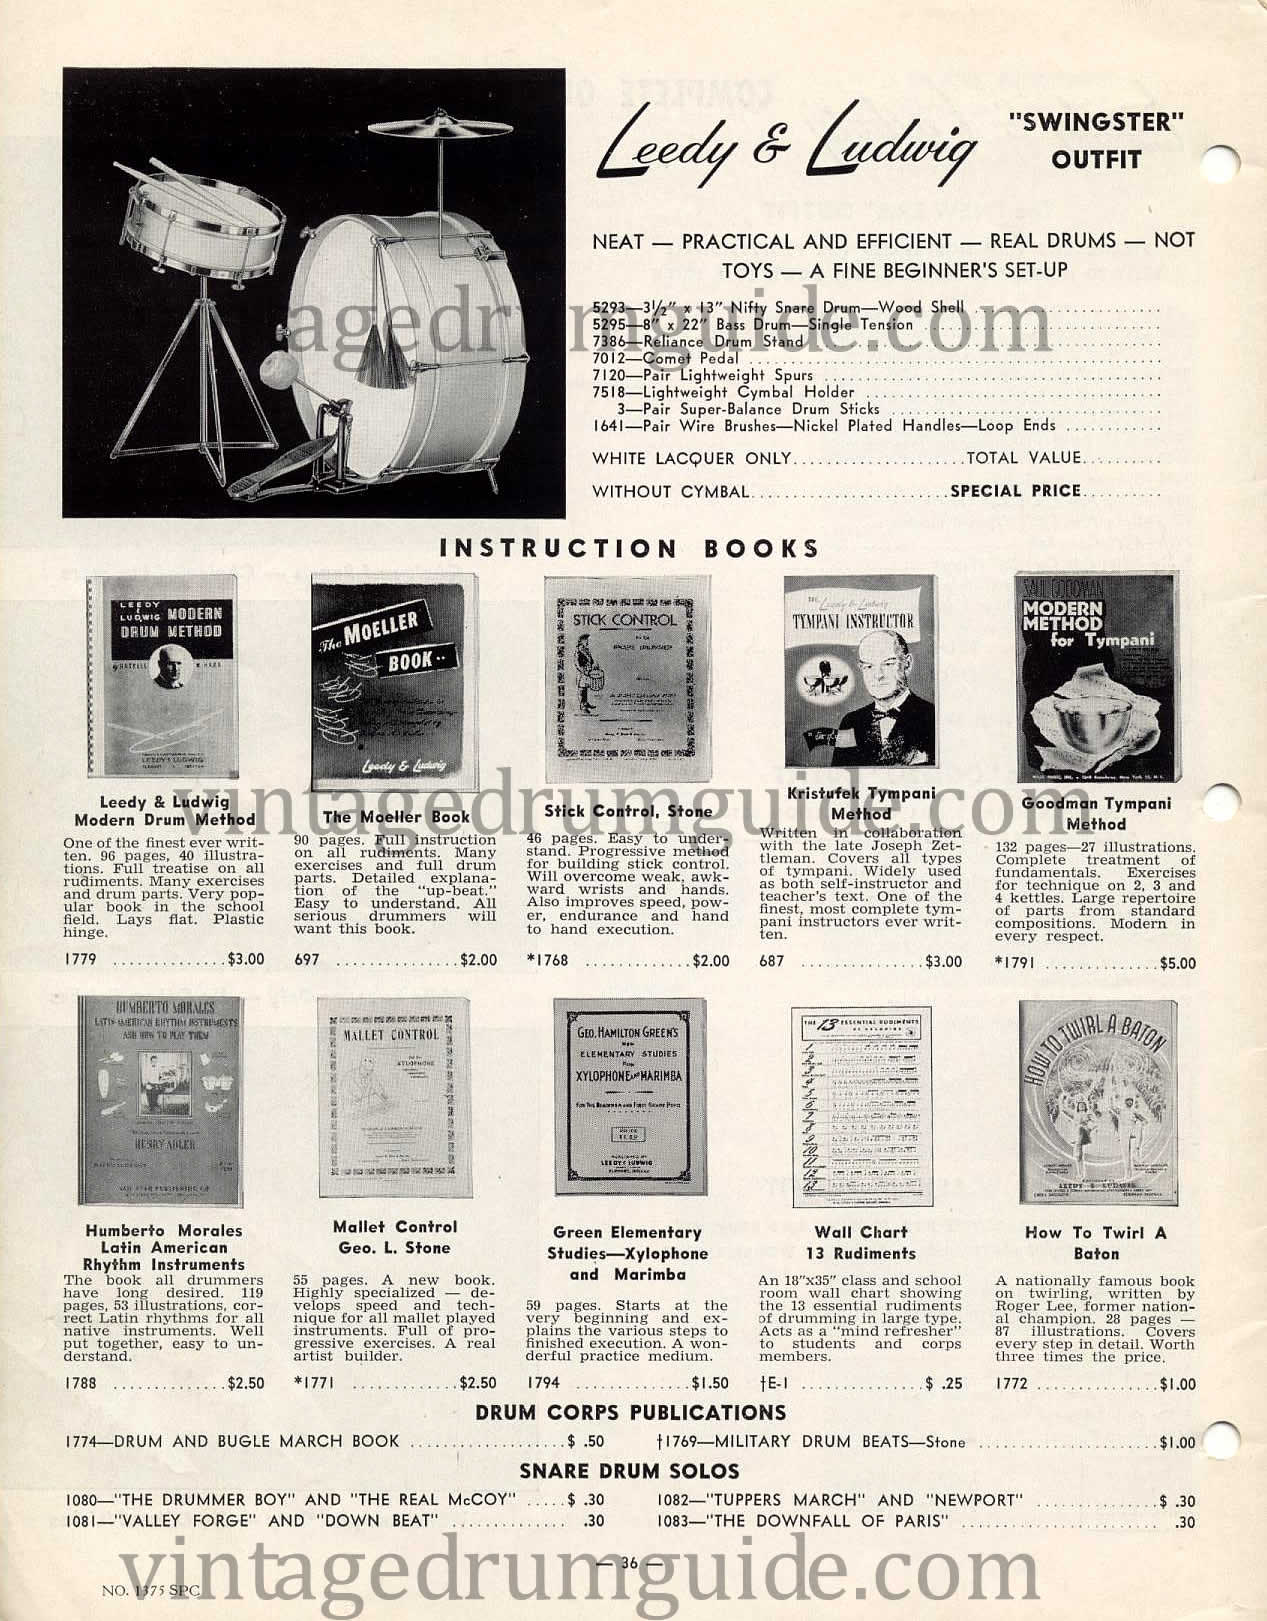 Leedy & Ludwig
"SWINGSTER"
OUTFIT
NEAT — PRACTICAL AND EFFICIENT — REAL DRUMS — NOT
TOYS — A FINE BEGINNER'S SET-UP
5293—3½" x 13" Nifty Snare Drum—Wood Shell
5295—8" x 22" Bass Drum—Single Tension
7386—Reliance Drum Stand
7012—Comet Pedal
7120—Pair Lightweight Spurs
7518—Lightweight Cymbal Holder
3—Pair Super-Balance Drum Sticks
1641—Pair Wire Brushes—Nickel Plated Handles—Loop Ends
WHITE LACQUER ONLY TOTAL VALUE
WITHOUT CYMBAL SPECIAL PRICE
vintagedrumguide.com
INSTRUCTION BOOKS
LEEDY
&
LUDWIG MODERN
DRUM METHOD
HASKELL W. HARR
LEEDY & LUDWIG
The MOELLER
BOOK
Leedy & Ludwig
STICK CONTROL
THE Leedy & Ludwig
TYMPANI INSTRUCTOR
SAUL GOODMAN
MODERN
METHOD
for Tympani
Leedy & Ludwig
Modern Drum Method
One of the finest ever writ-
ten. 96 pages, 40 illustra-
tions. Full treatise on all
rudiments. Many exercises
and drum parts. Very pop-
ular book in the school
field. Lays flat. Plastic
hinge.
1779 $3.00
The Moeller Book
90 pages. Full instruction
on all rudiments. Many
exercises and full drum
parts. Detailed explana-
tion of the "up-beat."
Easy to understand. All
serious drummers will
want this book.
697 $2.00
Stick Control, Stone
46 pages. Easy to under-
stand. Progressive method
for building stick control.
Will overcome weak, awk-
ward wrists and hands.
Also improves speed, pow-
er, endurance and hand
to hand execution.
*1768 $2.00
Kristufek Tympani
Method
Written in collaboration
with the late Joseph Zet-
tleman. Covers all types
of tympani. Widely used
as both self-instructor and
teacher's text. One of the
finest, most complete tym-
pani instructors ever writ-
ten.
687 $3.00
Goodman Tympani
Method
132 pages—27 illustrations.
Complete treatment of
fundamentals. Exercises
for technique on 2, 3 and
4 kettles. Large repertoire
of parts from standard
compositions. Modern in
every respect.
*1791 $5.00
vintagedrumguide.com
HUMBERTO MORALES
LATIN-AMERICAN RHYTHM INSTRUMENTS
AND HOW TO PLAY THEM
HENRY ADLER
MALLET CONTROL
XYLOPHONE
GEO. HAMILTON GREEN'S
NEW
ELEMENTARY STUDIES
FOR
XYLOPHONE AND MARIMBA
LEEDY & LUDWIG
THE 13 ESSENTIAL RUDIMENTS
HOW TO TWIRL A BATON
LEEDY & LUDWIG
Humberto Morales
Latin American
Rhythm Instruments
The book all drummers
have long desired. 119
pages, 53 illustrations, cor-
rect Latin rhythms for all
native instruments. Well
put together, easy to un-
derstand.
1788 $2.50
Mallet Control
Geo. L. Stone
55 pages. A new book.
Highly specialized — de-
velops speed and tech-
nique for all mallet played
instruments. Full of pro-
gressive exercises. A real
artist builder.
*1771 $2.50
Green Elementary
Studies—Xylophone
and Marimba
59 pages. Starts at the
very beginning and ex-
plains the various steps to
finished execution. A won-
derful practice medium.
1794 $1.50
Wall Chart
13 Rudiments
An 18"x35" class and school
room wall chart showing
the 13 essential rudiments
of drumming in large type.
Acts as a "mind refresher"
to students and corps
members.
†E-1 $ .25
How To Twirl A
Baton
A nationally famous book
on twirling, written by
Roger Lee, former nation-
al champion. 28 pages —
87 illustrations. Covers
every step in detail. Worth
three times the price.
1772 $1.00
DRUM CORPS PUBLICATIONS
1774—DRUM AND BUGLE MARCH BOOK $ .50
†1769—MILITARY DRUM BEATS—Stone $1.00
SNARE DRUM SOLOS
1080—"THE DRUMMER BOY" AND "THE REAL McCOY" $ .30
1081—"VALLEY FORGE" AND "DOWN BEAT" .30
1082—"TUPPERS MARCH" AND "NEWPORT" $ .30
1083—"THE DOWNFALL OF PARIS" .30
— 36 —
NO. 1375 SPC
vintagedrumguide.com